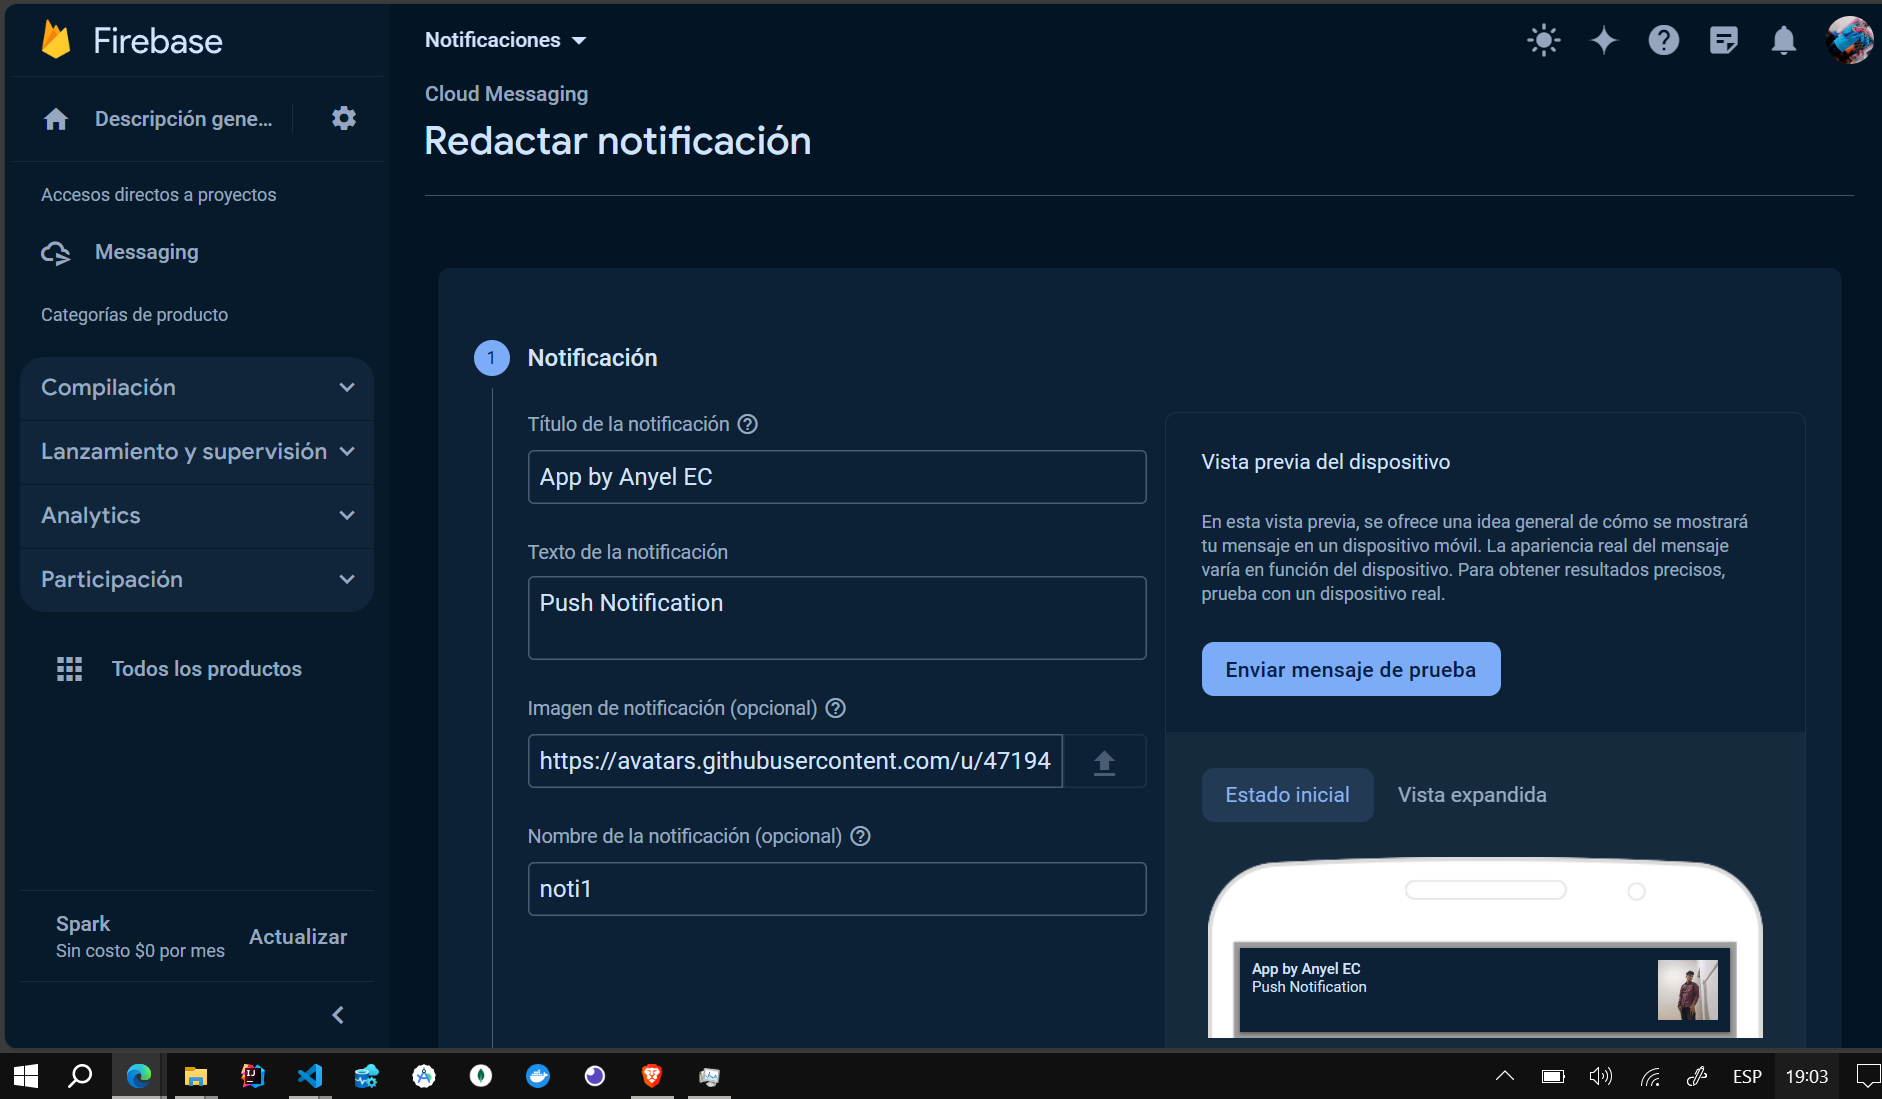 Firebase
Notificaciones
Descripción gene...
Cloud Messaging
Redactar notificación
Accesos directos a proyectos
Messaging
Categorías de producto
Compilación
Lanzamiento y supervisión
Analytics
Participación
Todos los productos
Spark
Sin costo $0 por mes
Actualizar
1
Notificación
Título de la notificación
App by Anyel EC
Texto de la notificación
Push Notification
Imagen de notificación (opcional)
https://avatars.githubusercontent.com/u/47194
Nombre de la notificación (opcional)
noti1
Vista previa del dispositivo
En esta vista previa, se ofrece una idea general de cómo se mostrará
tu mensaje en un dispositivo móvil. La apariencia real del mensaje
varía en función del dispositivo. Para obtener resultados precisos,
prueba con un dispositivo real.
Enviar mensaje de prueba
Estado inicial
Vista expandida
App by Anyel EC
Push Notification
ESP
19:03